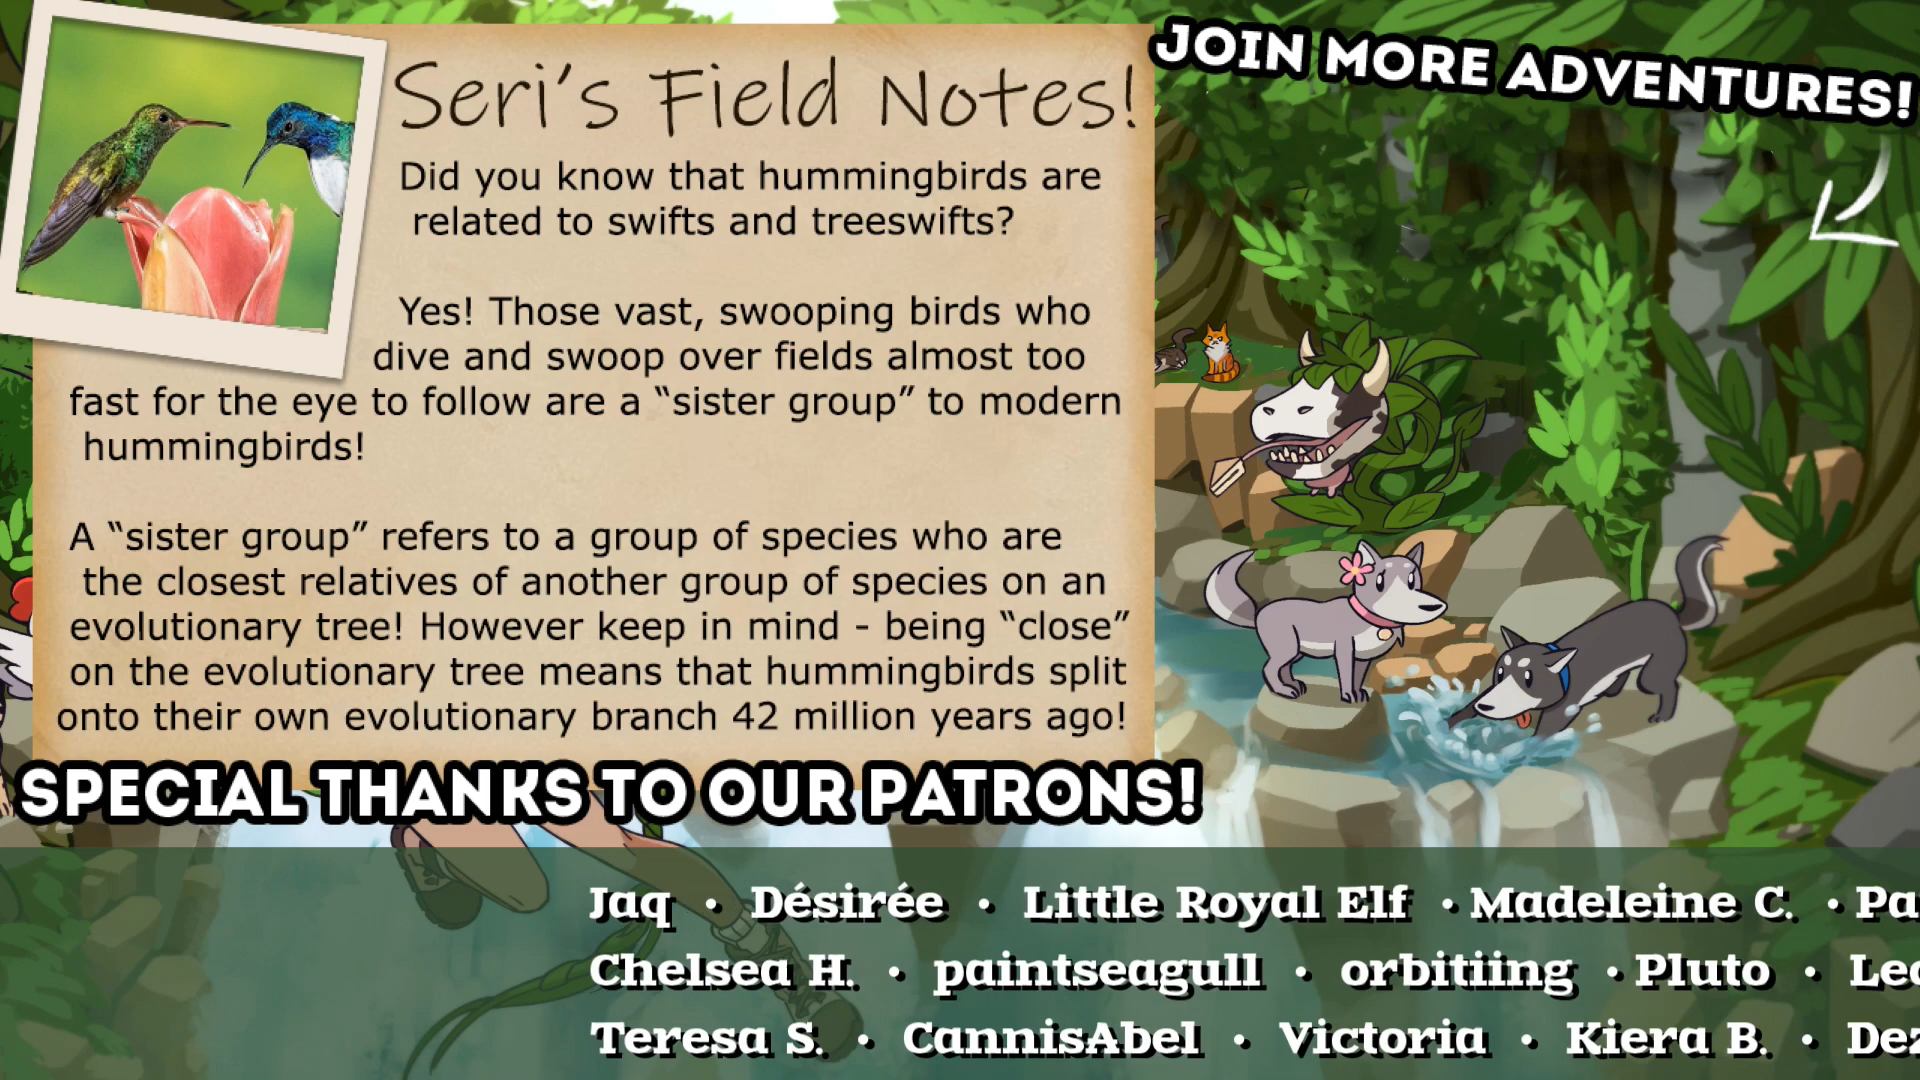 Seri's Field Notes!
JOIN MORE ADVENTURES!
Did you know that hummingbirds are
related to swifts and treeswifts?
Yes! Those vast, swooping birds who
dive and swoop over fields almost too
fast for the eye to follow are a “sister group” to modern
hummingbirds!
A “sister group” refers to a group of species who are
the closest relatives of another group of species on an
evolutionary tree! However keep in mind - being “close”
on the evolutionary tree means that hummingbirds split
onto their own evolutionary branch 42 million years ago!
SPECIAL THANKS TO OUR PATRONS!
Jaq • Désirée • Little Royal Elf • Madeleine C. •
Chelsea H. • paintseagull • orbitiing • Pluto •
Teresa S. • CannisAbel • Victoria • Kiera B. •